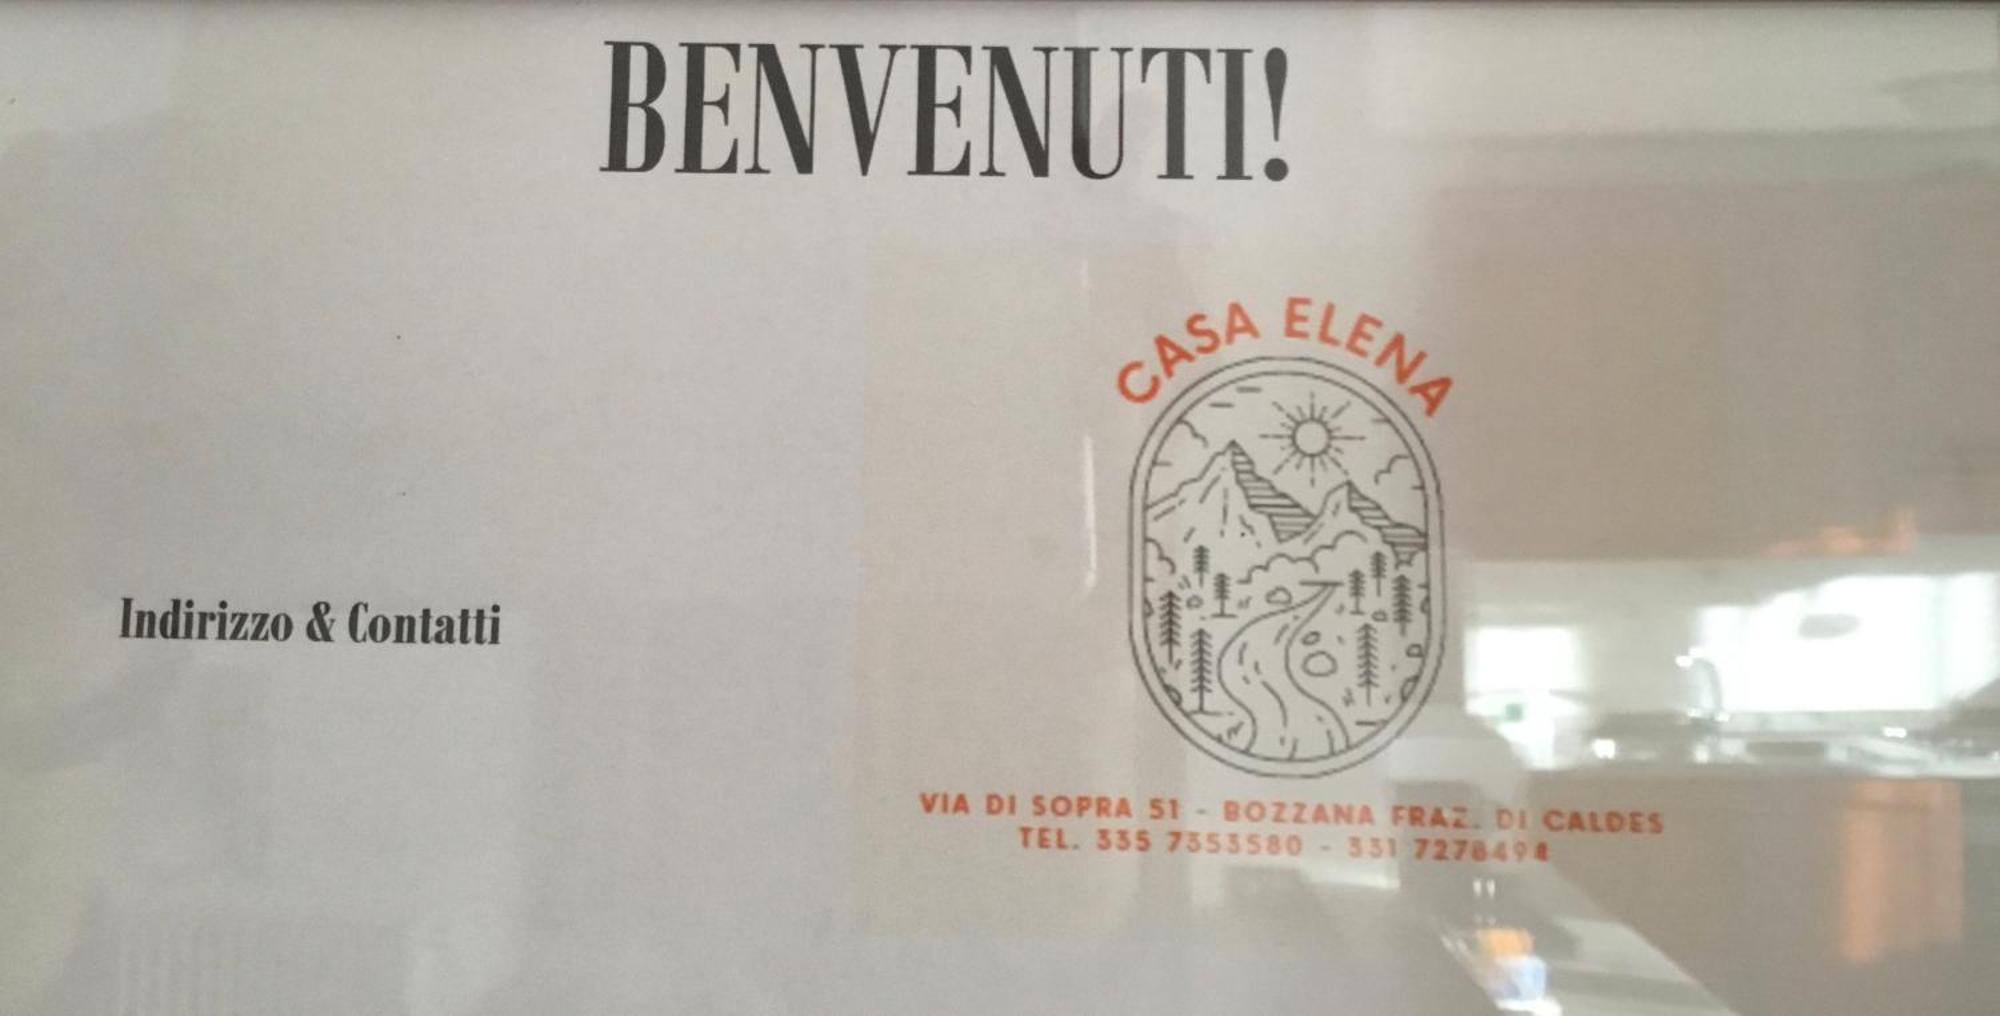 BENVENUTI!
CASA ELENA
Indirizzo & Contatti
VIA DI SOPRA 51 - BOZZANA FRAZ. DI CALDES
TEL. 335 7353580 - 331 7278494